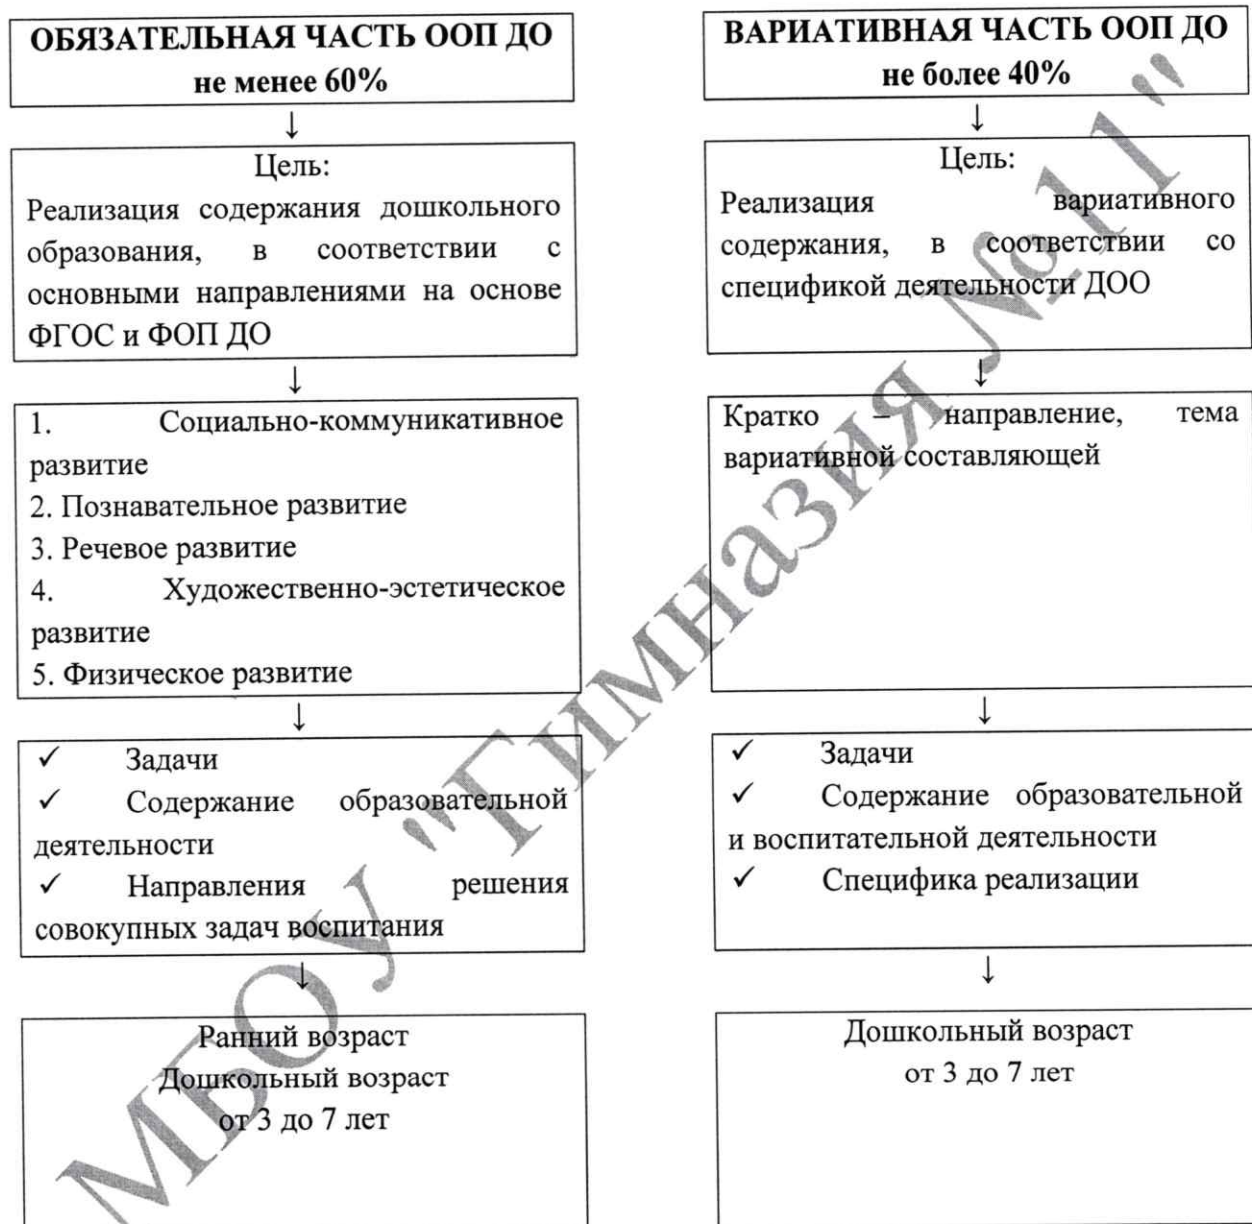 ОБЯЗАТЕЛЬНАЯ ЧАСТЬ ООП ДО
не менее 60%
↓
Цель:
Реализация содержания дошкольного
образования, в соответствии с
основными направлениями на основе
ФГОС и ФОП ДО
↓
1. Социально-коммуникативное
развитие
2. Познавательное развитие
3. Речевое развитие
4. Художественно-эстетическое
развитие
5. Физическое развитие
↓
✓ Задачи
✓ Содержание образовательной
деятельности
✓ Направления решения
совокупных задач воспитания
↓
Ранний возраст
Дошкольный возраст
от 3 до 7 лет
ВАРИАТИВНАЯ ЧАСТЬ ООП ДО
не более 40%
↓
Цель:
Реализация вариативного
содержания, в соответствии со
спецификой деятельности ДОО
↓
Кратко – направление, тема
вариативной составляющей
↓
✓ Задачи
✓ Содержание образовательной
и воспитательной деятельности
✓ Специфика реализации
↓
Дошкольный возраст
от 3 до 7 лет
МБОУ "Гимназия №11"